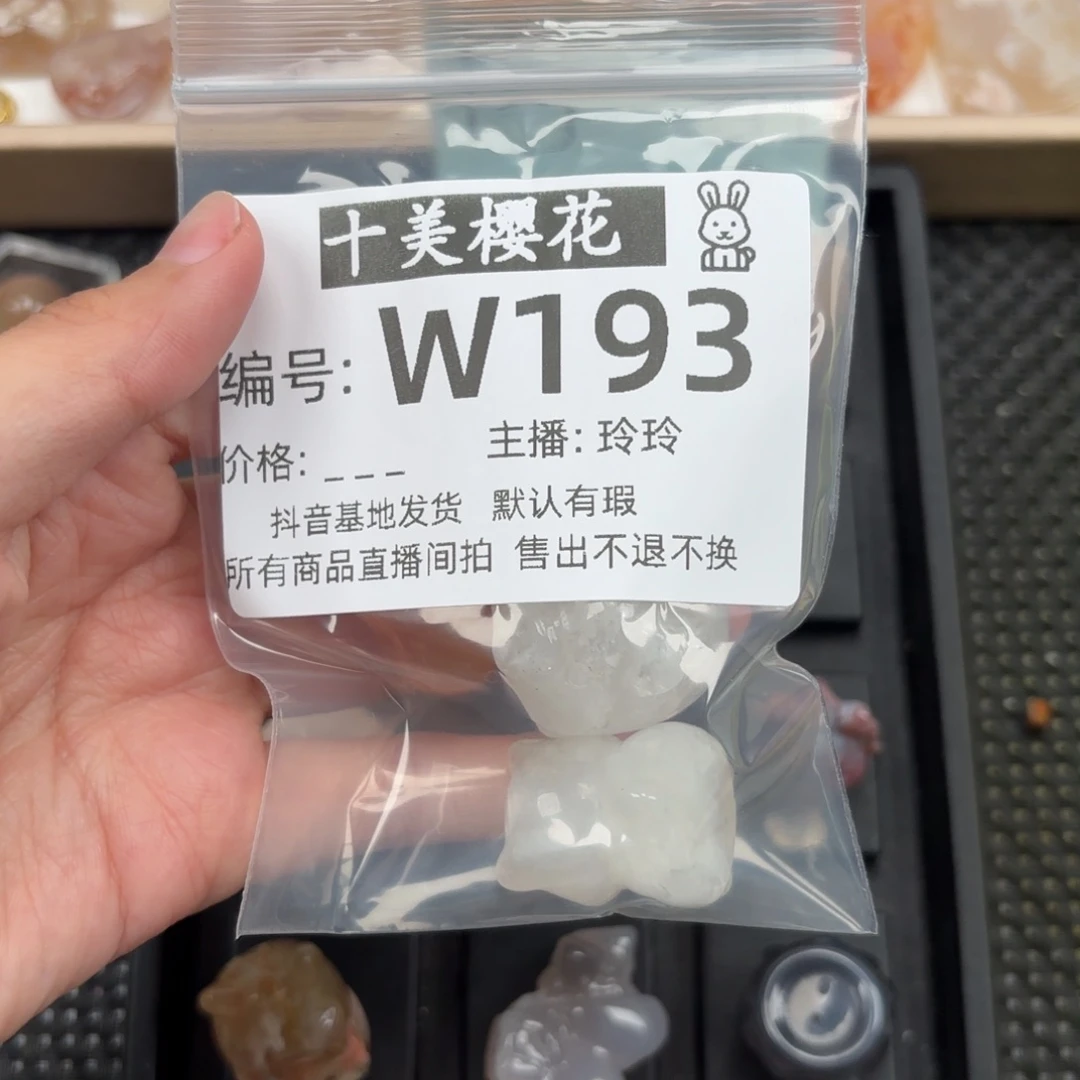 十美樱花
编号: W193
价格: _ _ _ 主播: 玲玲
抖音基地发货 默认有瑕
所有商品直播间拍 售出不退不换